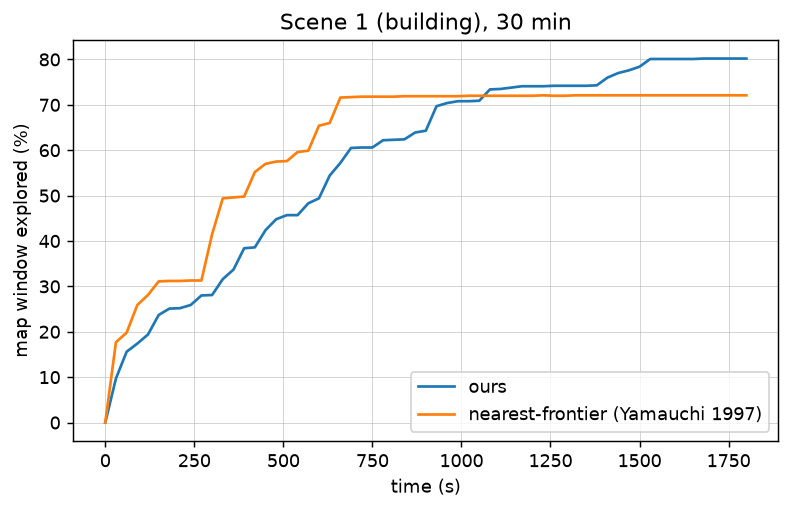 Scene 1 (building), 30 min
map window explored (%)
80
70
60
50
40
30
20
10
0
ours
nearest-frontier (Yamauchi 1997)
0 250 500 750 1000 1250 1500 1750
time (s)